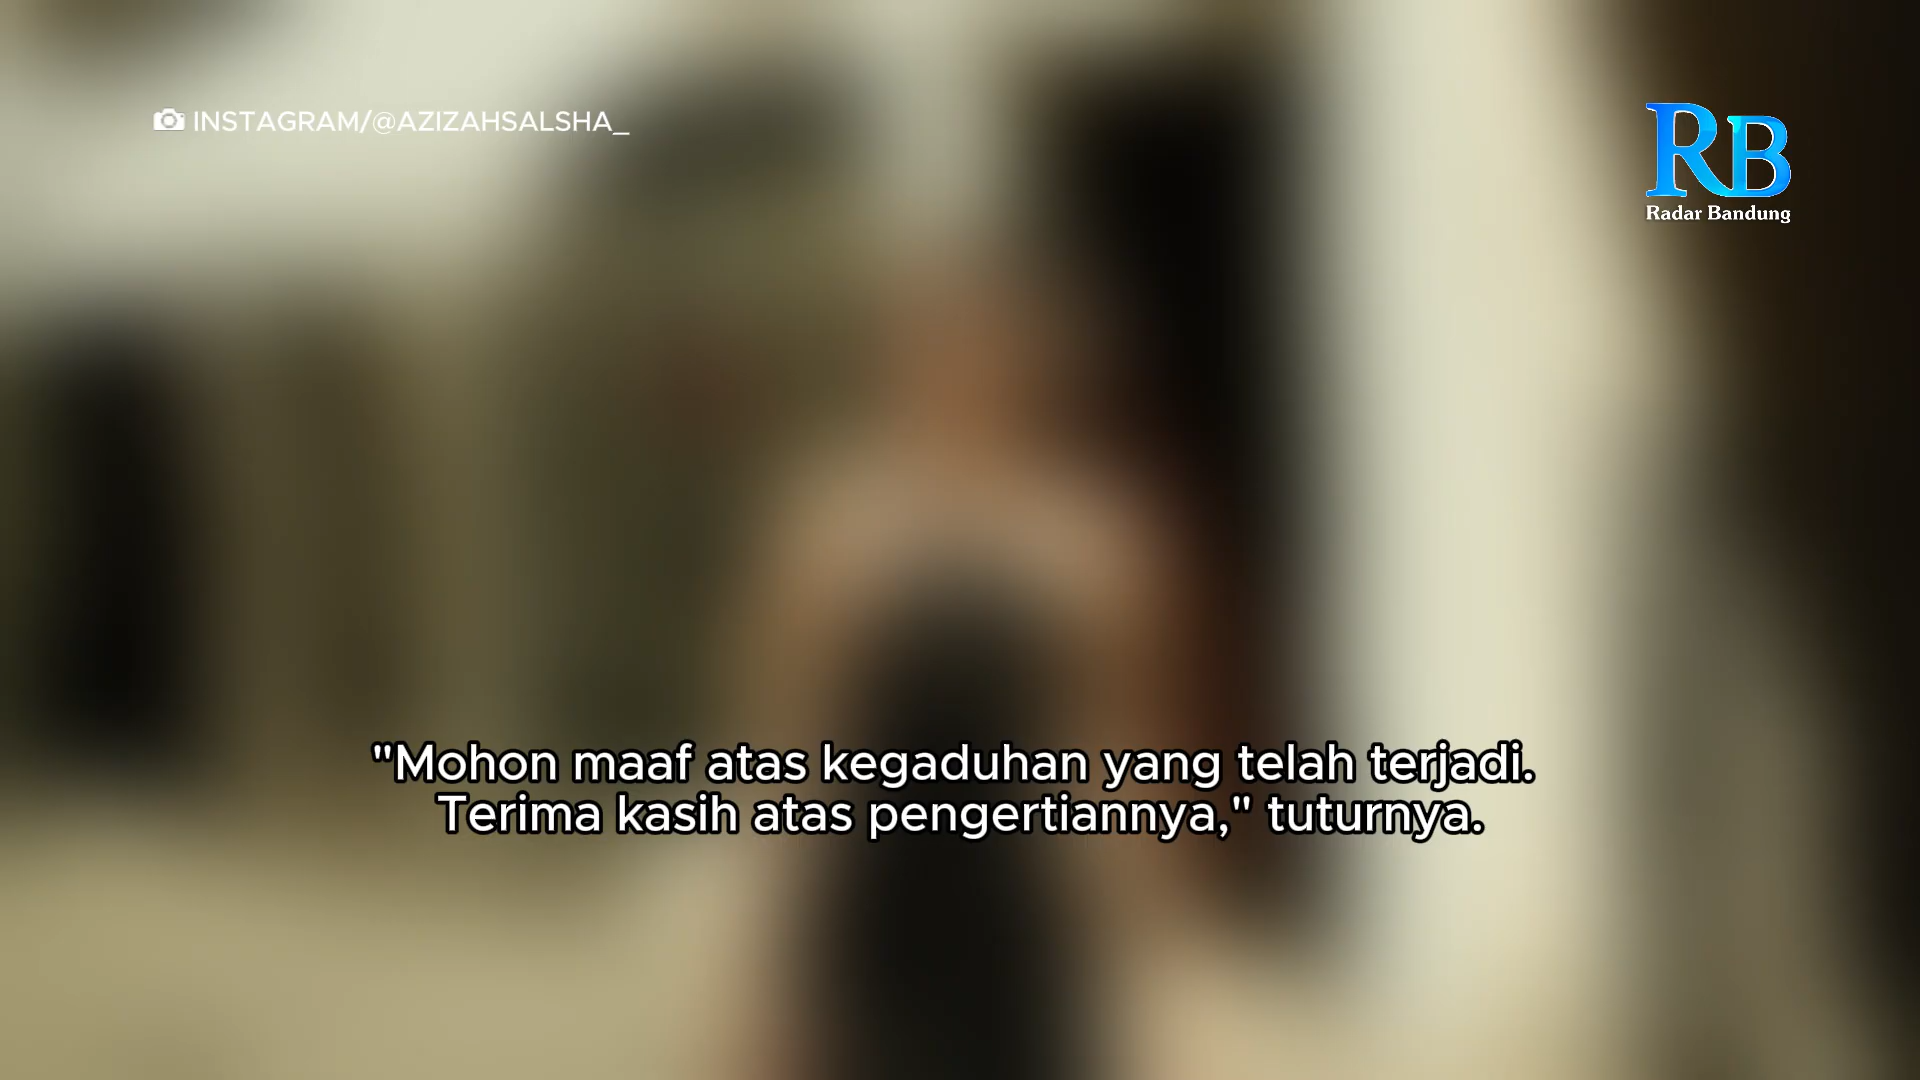 INSTAGRAM/@AZIZAHSALSHA_
RB
Radar Bandung
"Mohon maaf atas kegaduhan yang telah terjadi.
Terima kasih atas pengertiannya," tuturnya.